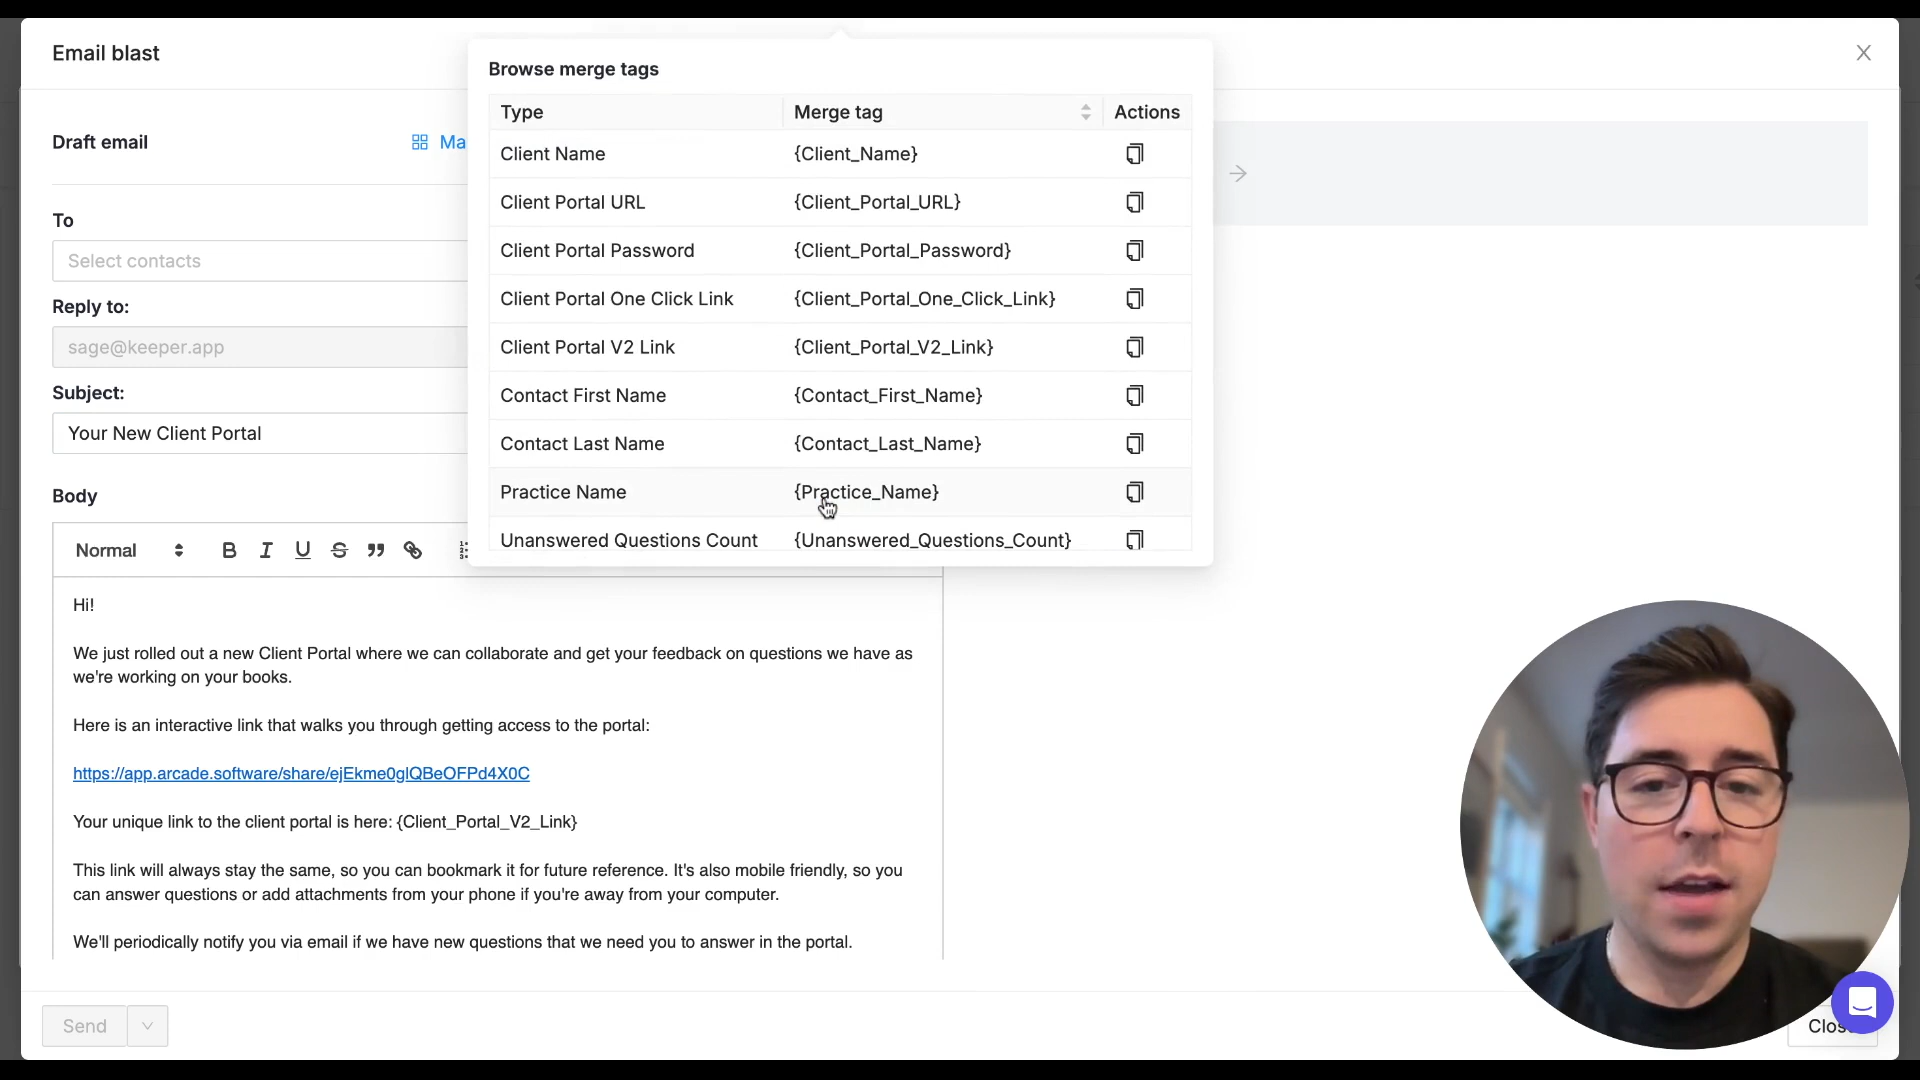 Email blast
Browse merge tags
Type Merge tag Actions
Draft email Ma
Client Name {Client_Name}
Client Portal URL {Client_Portal_URL}
To
Client Portal Password {Client_Portal_Password}
Select contacts
Client Portal One Click Link {Client_Portal_One_Click_Link}
Reply to:
sage@keeper.app
Client Portal V2 Link {Client_Portal_V2_Link}
Subject:
Contact First Name {Contact_First_Name}
Your New Client Portal
Contact Last Name {Contact_Last_Name}
Body
Practice Name {Practice_Name}
Unanswered Questions Count {Unanswered_Questions_Count}
Normal B I U S
Hi!
We just rolled out a new Client Portal where we can collaborate and get your feedback on questions we have as
we're working on your books.
Here is an interactive link that walks you through getting access to the portal:
https://app.arcade.software/share/ejEkme0glQBeOFPd4X0C
Your unique link to the client portal is here: {Client_Portal_V2_Link}
This link will always stay the same, so you can bookmark it for future reference. It's also mobile friendly, so you
can answer questions or add attachments from your phone if you're away from your computer.
We'll periodically notify you via email if we have new questions that we need you to answer in the portal.
Send
Clos